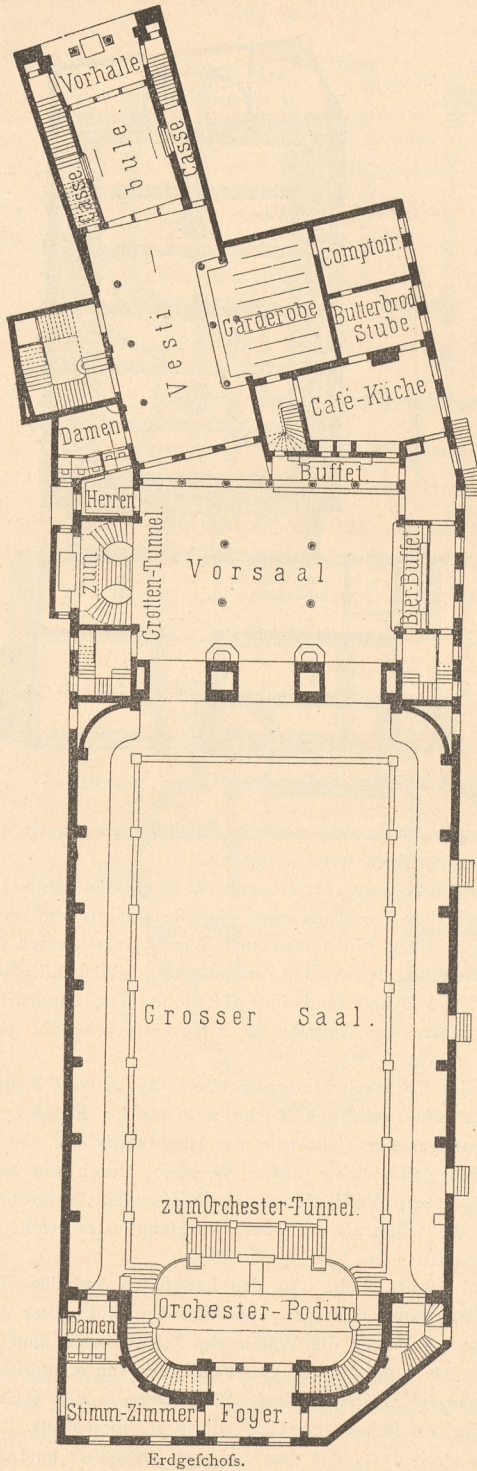 Vorhalle
Casse
Casse
Vesti
bule.
Garderobe
Comptoir.
Butterbrod
Stube.
Café-Küche
Damen
Herren
Buffet.
zum
Grotten-Tunnel.
Vorsaal
Bier-Buffet
Grosser Saal.
zum Orchester-Tunnel.
Orchester-Podium
Damen
Stimm-Zimmer
Foyer.
Erdgeſchoſs.